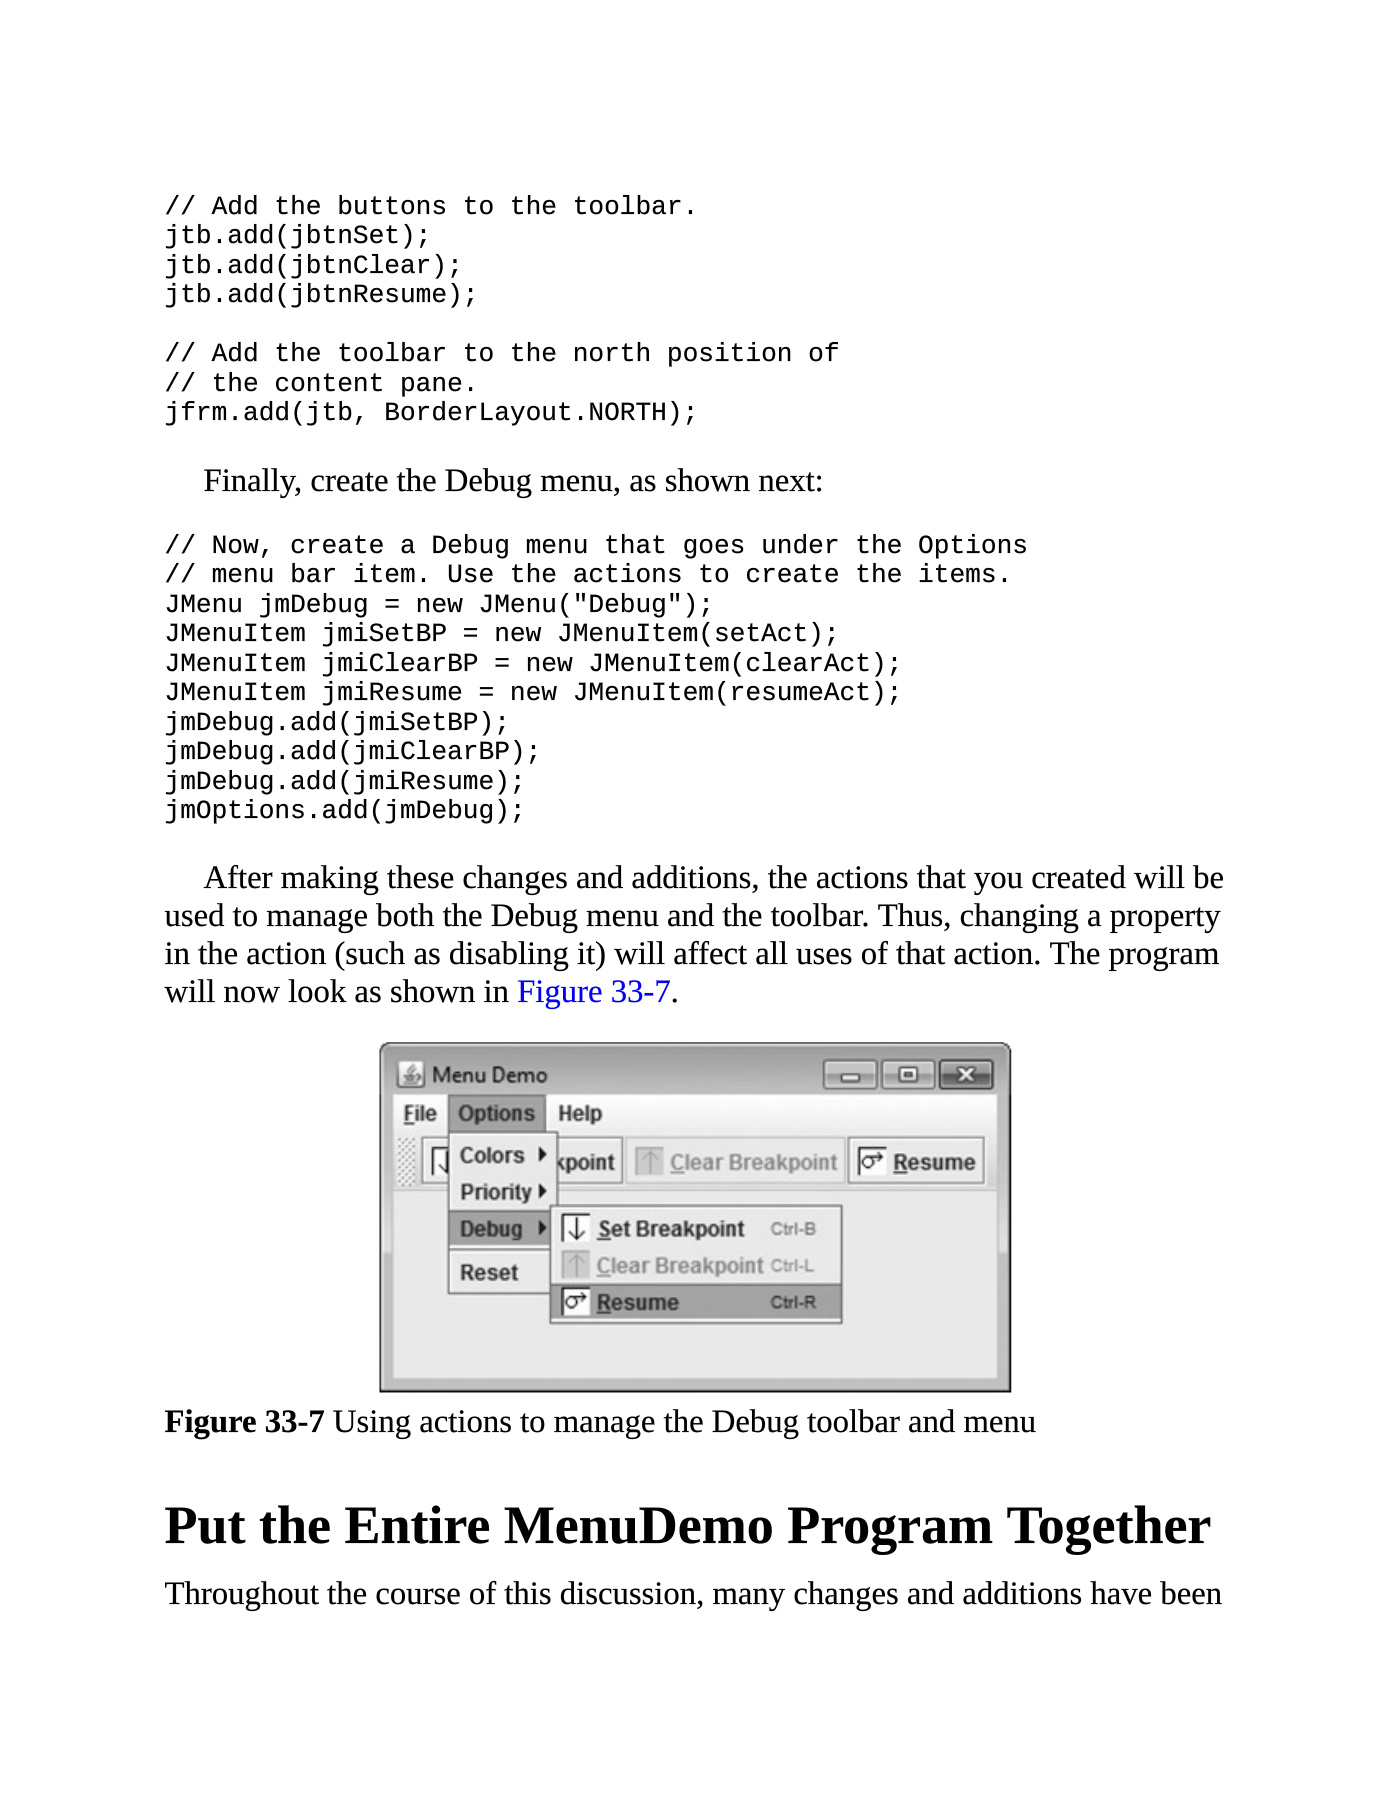 // Add the buttons to the toolbar.
jtb.add(jbtnSet);
jtb.add(jbtnClear);
jtb.add(jbtnResume);
// Add the toolbar to the north position of
// the content pane.
jfrm.add(jtb, BorderLayout.NORTH);
Finally, create the Debug menu, as shown next:
// Now, create a Debug menu that goes under the Options
// menu bar item. Use the actions to create the items.
JMenu jmDebug = new JMenu("Debug");
JMenuItem jmiSetBP = new JMenuItem(setAct);
JMenuItem jmiClearBP = new JMenuItem(clearAct);
JMenuItem jmiResume = new JMenuItem(resumeAct);
jmDebug.add(jmiSetBP);
jmDebug.add(jmiClearBP);
jmDebug.add(jmiResume);
jmOptions.add(jmDebug);
After making these changes and additions, the actions that you created will be
used to manage both the Debug menu and the toolbar. Thus, changing a property
in the action (such as disabling it) will affect all uses of that action. The program
will now look as shown in Figure 33-7.
Menu Demo
File Options Help
Colors kpoint Clear Breakpoint Resume
Priority
Debug Set Breakpoint Ctrl-B
Clear Breakpoint Ctrl-L
Reset
Resume Ctrl-R
Figure 33-7 Using actions to manage the Debug toolbar and menu
Put the Entire MenuDemo Program Together
Throughout the course of this discussion, many changes and additions have been